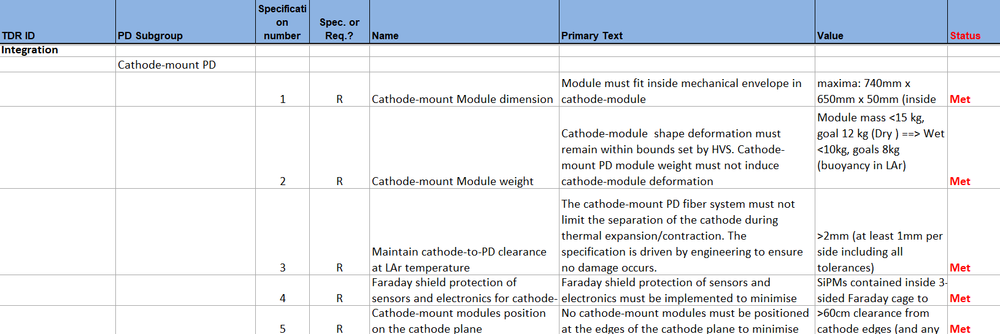 TDR ID
PD Subgroup
Specificati
on
number
Spec. or
Req.?
Name
Primary Text
Value
Status
Integration
Cathode-mount PD
1
R
Cathode-mount Module dimension
Module must fit inside mechanical envelope in
cathode-module
maxima: 740mm x
650mm x 50mm (inside
Met
2
R
Cathode-mount Module weight
Cathode-module  shape deformation must
remain within bounds set by HVS. Cathode-
mount PD module weight must not induce
cathode-module deformation
Module mass <15 kg,
goal 12 kg (Dry ) ==> Wet
<10kg, goals 8kg
(buoyancy in LAr)
Met
3
R
Maintain cathode-to-PD clearance
at LAr temperature
The cathode-mount PD fiber system must not
limit the separation of the cathode during
thermal expansion/contraction. The
specification is driven by engineering to ensure
no damage occurs.
>2mm (at least 1mm per
side including all
tolerances)
Met
4
R
Faraday shield protection of
sensors and electronics for cathode-
Faraday shield protection of sensors and
electronics must be implemented to minimise
SiPMs contained inside 3-
sided Faraday cage to
Met
5
R
Cathode-mount modules position
on the cathode plane
No cathode-mount modules must be positioned
at the edges of the cathode plane to minimise
>60cm clearance from
cathode edges (and any
Met